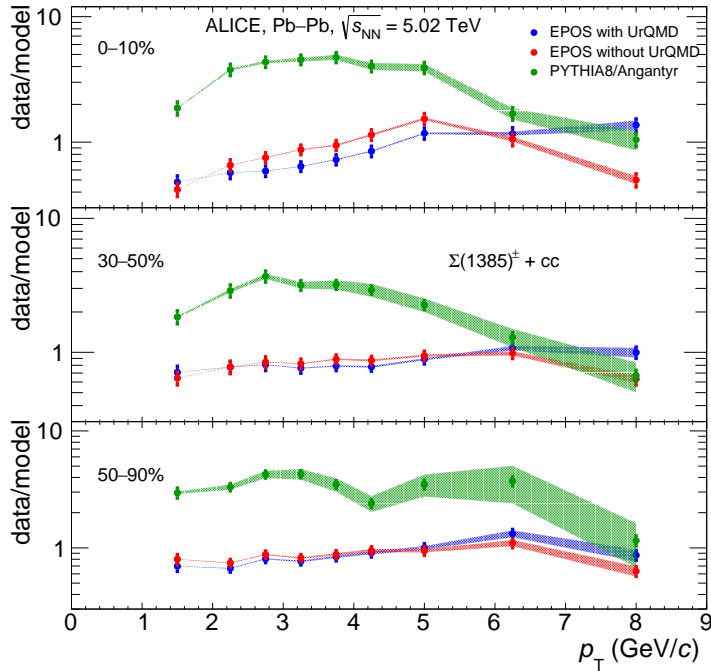 ALICE, Pb–Pb, √s_NN = 5.02 TeV
EPOS with UrQMD
EPOS without UrQMD
PYTHIA8/Angantyr
0–10%
data/model
10
1
30–50%
Σ(1385)± + cc
data/model
10
1
50–90%
data/model
10
1
0 1 2 3 4 5 6 7 8 9
p_T (GeV/c)